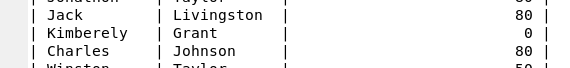 | Jack | Livingston | 80 |
| Kimberely | Grant | 0 |
| Charles | Johnson | 80 |